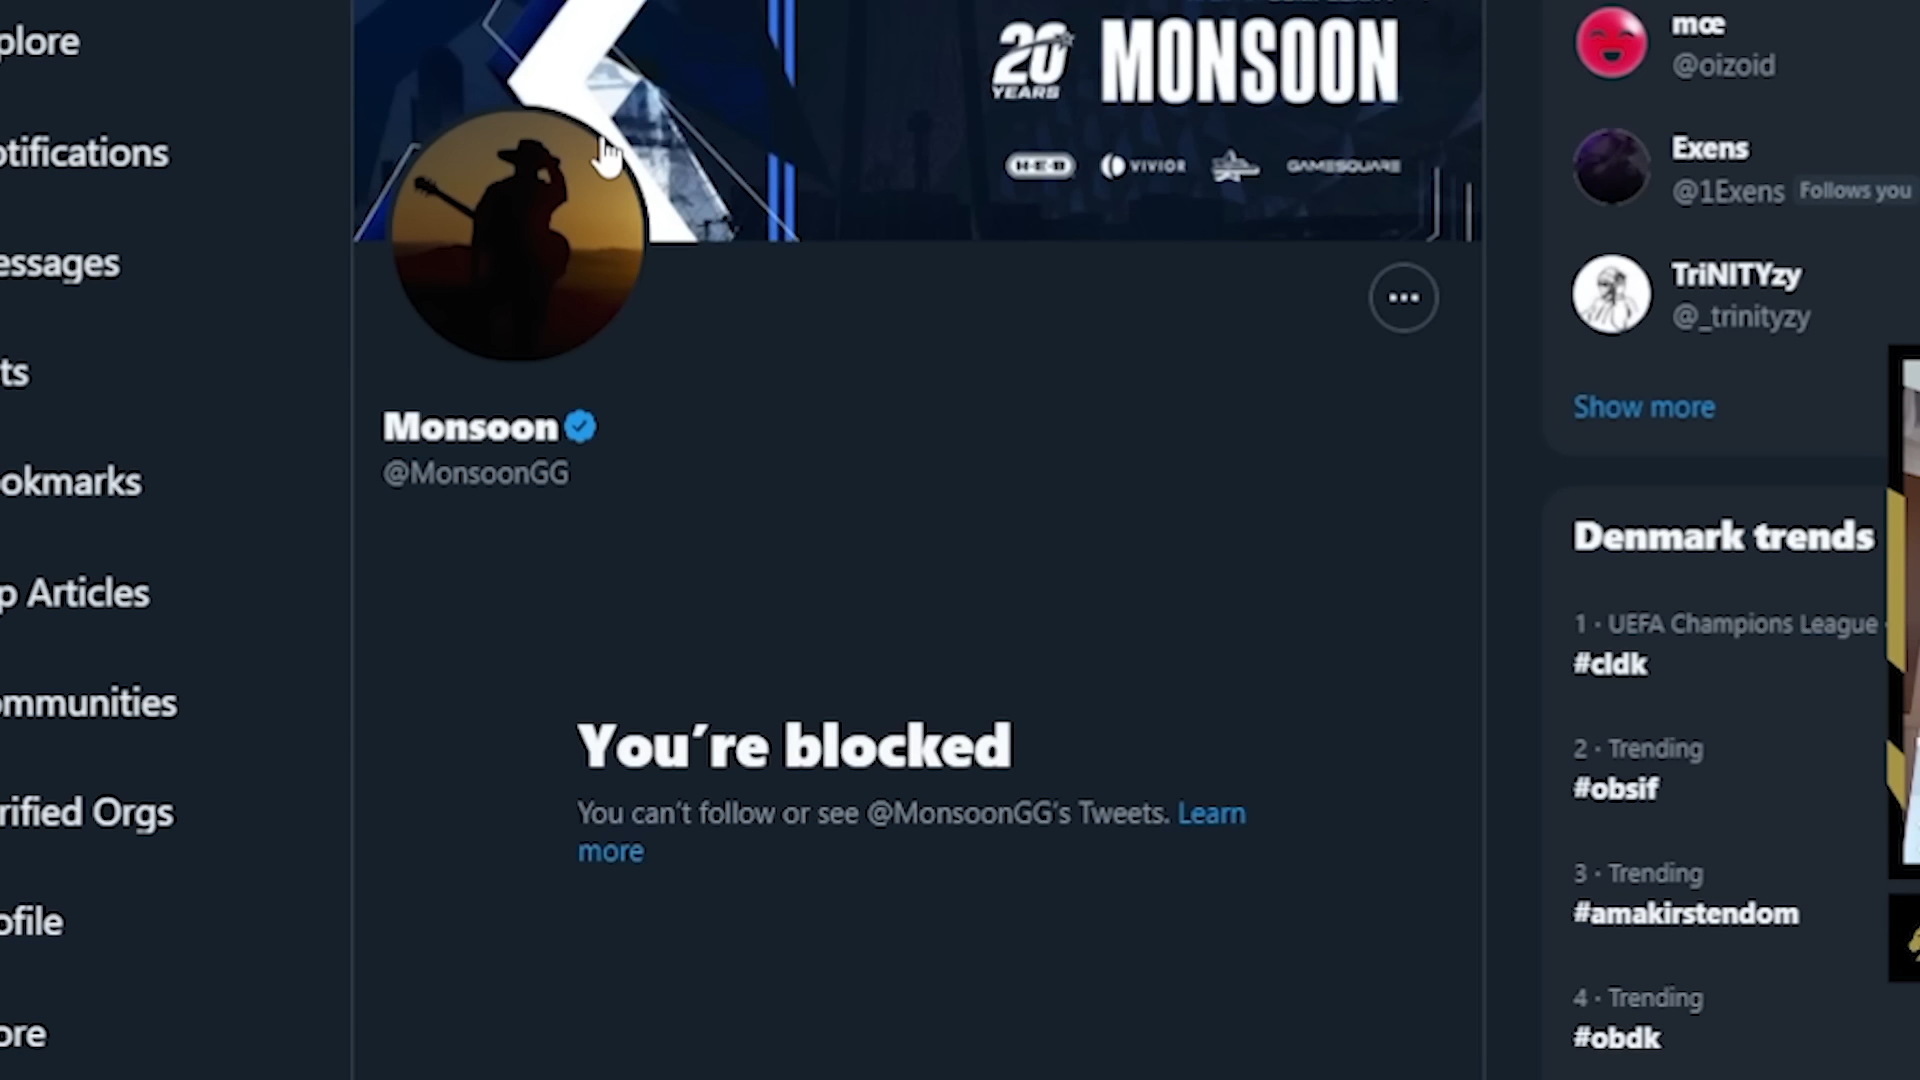 plore
otifications
essages
ts
okmarks
p Articles
ommunities
rified Orgs
ofile
ore
20
YEARS
MONSOON
H-E-B
VIVIOR
GAMESQUARE
Monsoon
@MonsoonGG
You're blocked
You can't follow or see @MonsoonGG's Tweets. Learn
more
mœ
@oizoid
Exens
@1Exens Follows you
TriNITYzy
@_trinityzy
Show more
Denmark trends
1 · UEFA Champions League ·
#cldk
2 · Trending
#obsif
3 · Trending
#amakirstendom
4 · Trending
#obdk